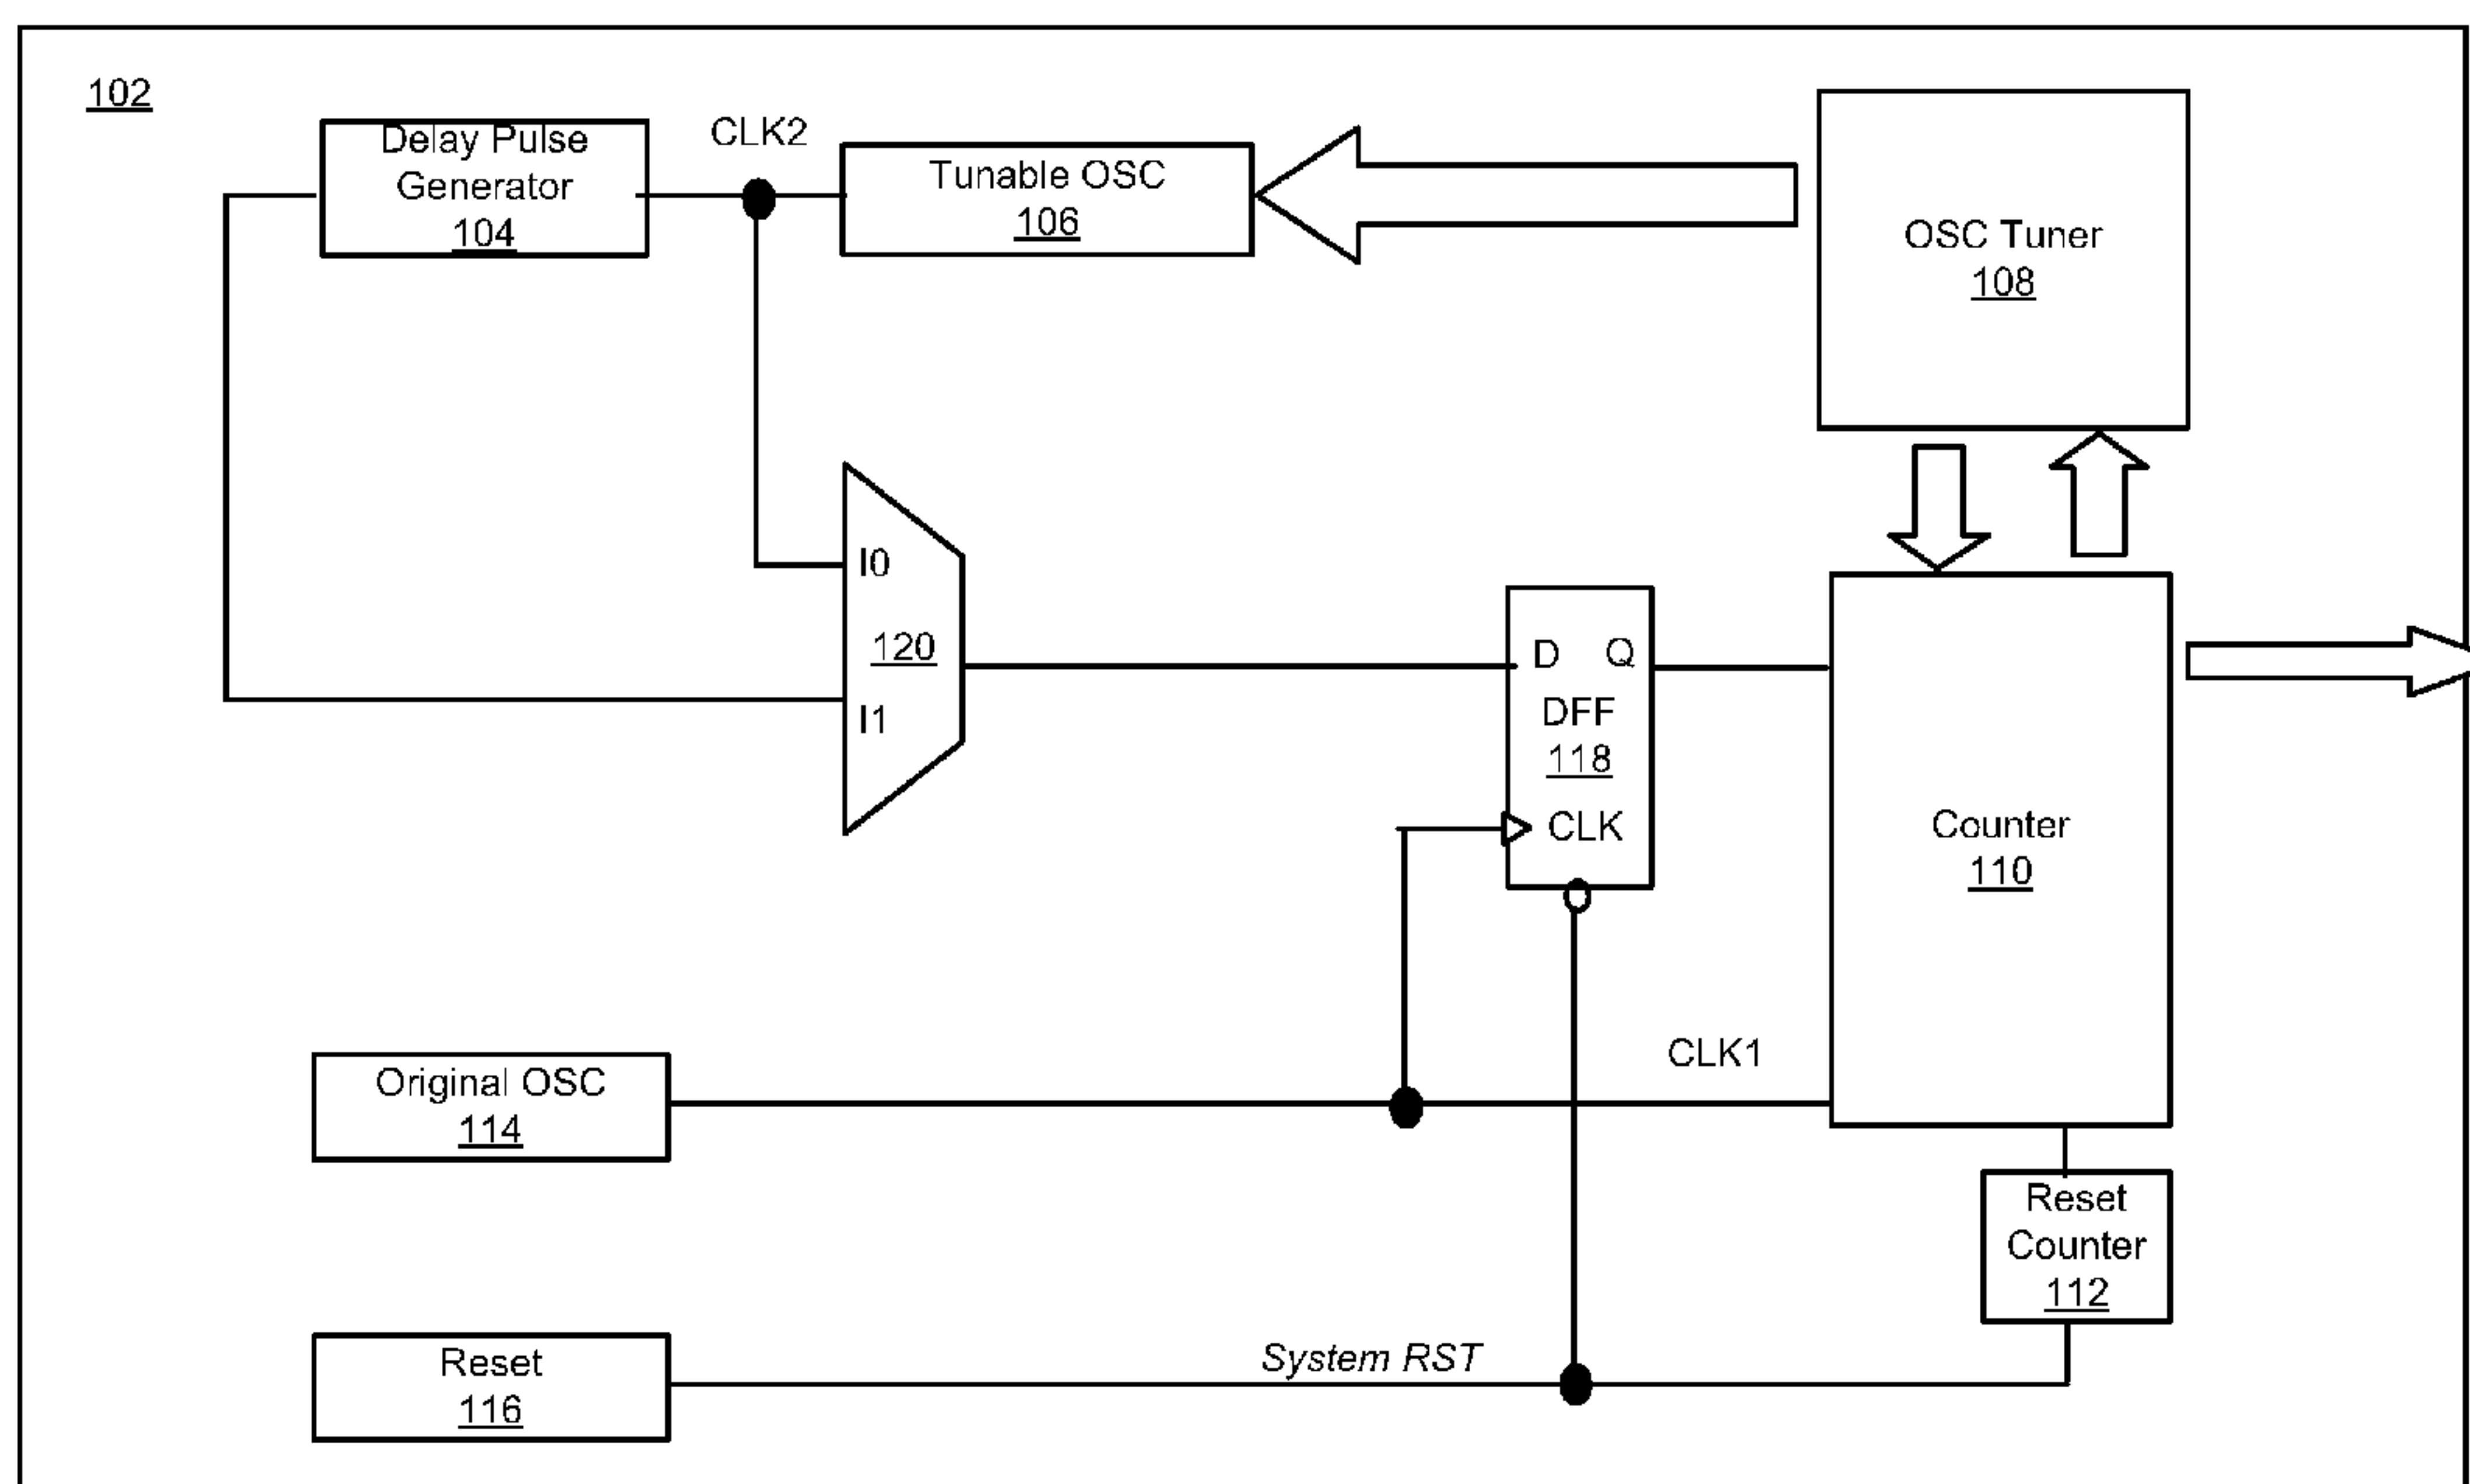 102
Delay Pulse
Generator
104
CLK2
Tunable OSC
106
OSC Tuner
108
I0
120
I1
D Q
DFF
118
CLK
Counter
110
CLK1
Original OSC
114
Reset
Counter
112
System RST
Reset
116